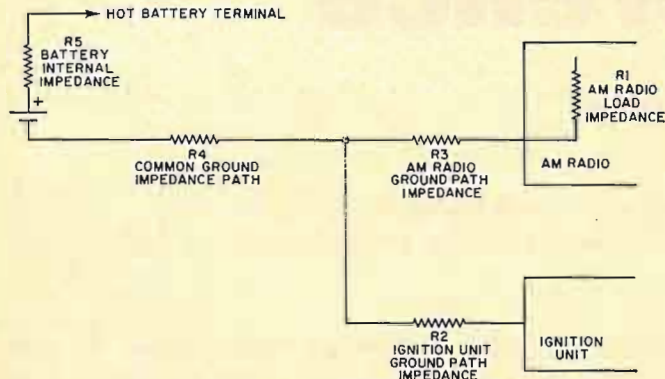 HOT BATTERY TERMINAL
R5
BATTERY
INTERNAL
IMPEDANCE
+
R4
COMMON GROUND
IMPEDANCE PATH
R3
AM RADIO
GROUND PATH
IMPEDANCE
R1
AM RADIO
LOAD
IMPEDANCE
AM RADIO
R2
IGNITION UNIT
GROUND PATH
IMPEDANCE
IGNITION
UNIT